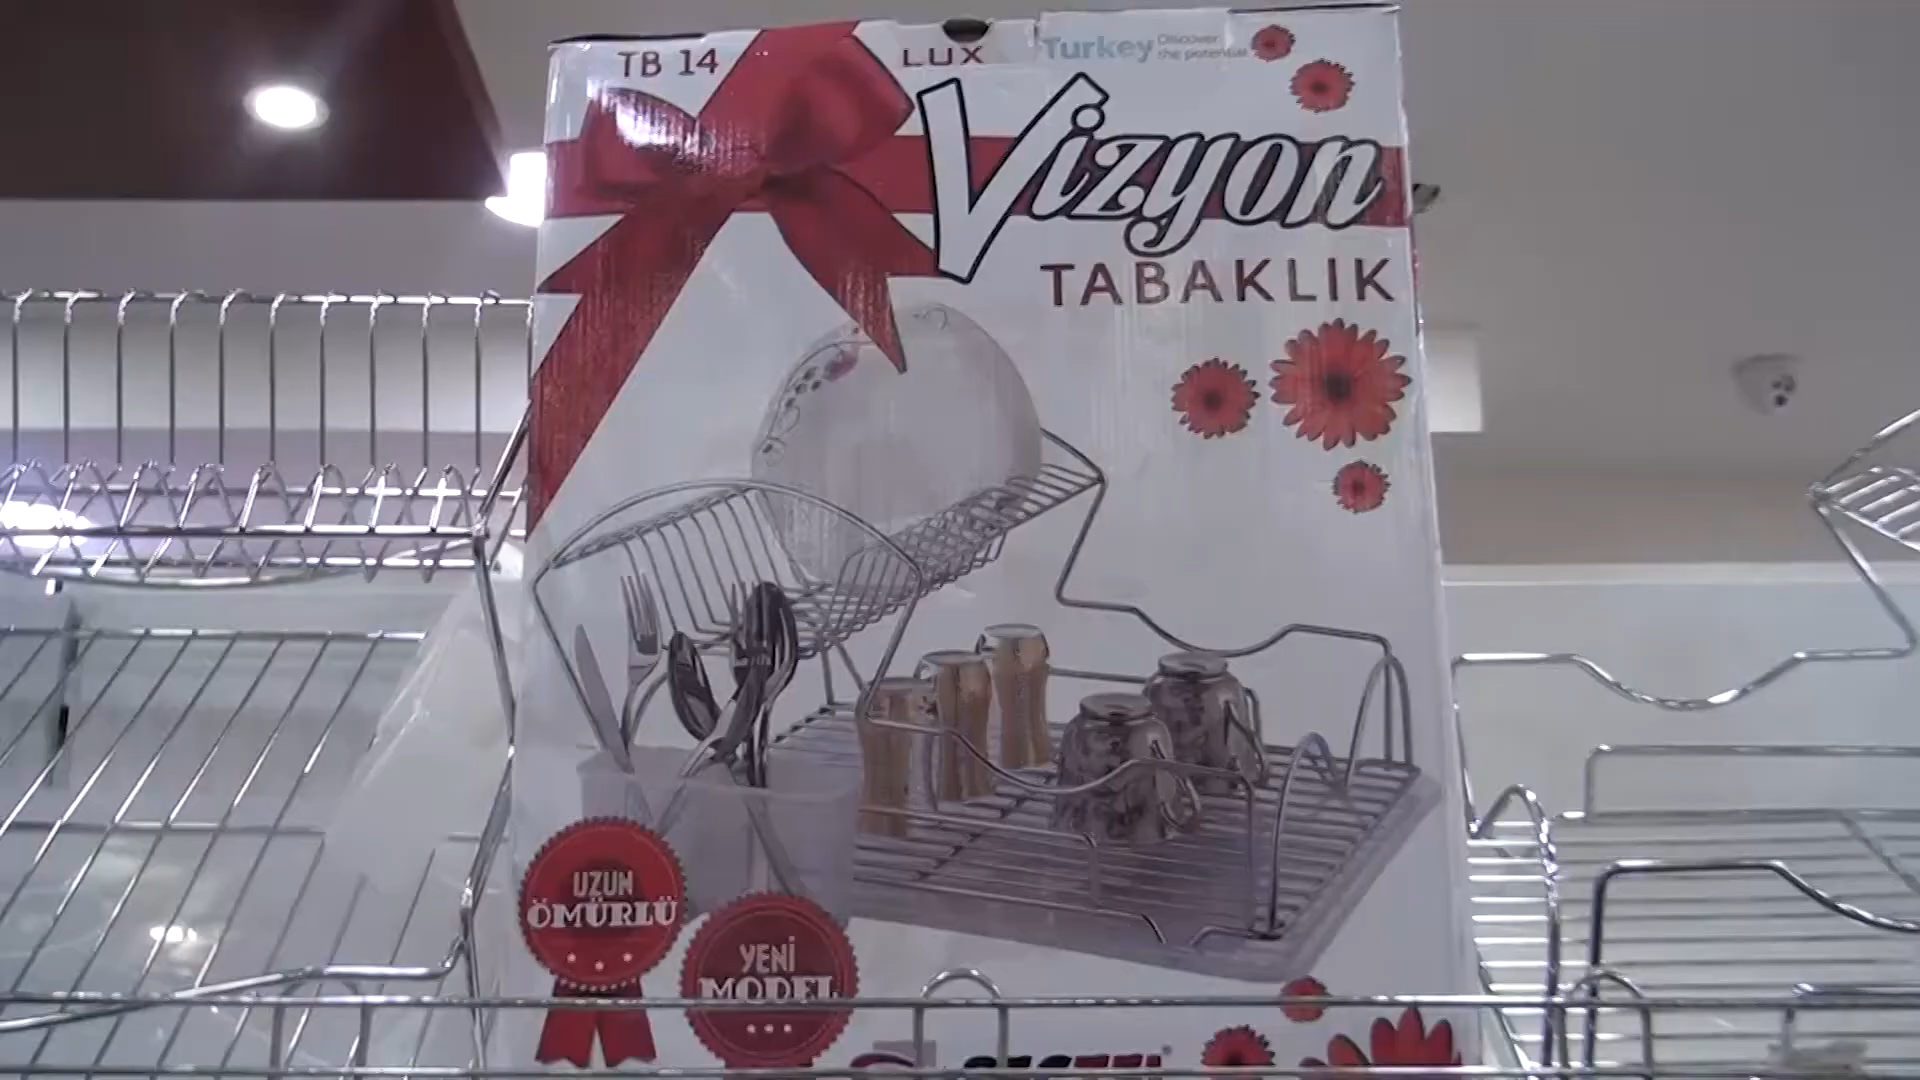 TB 14
LUX
Turkey Discover
the potential
Vizyon
TABAKLIK
UZUN
ÖMÜRLÜ
YENİ
MODEL